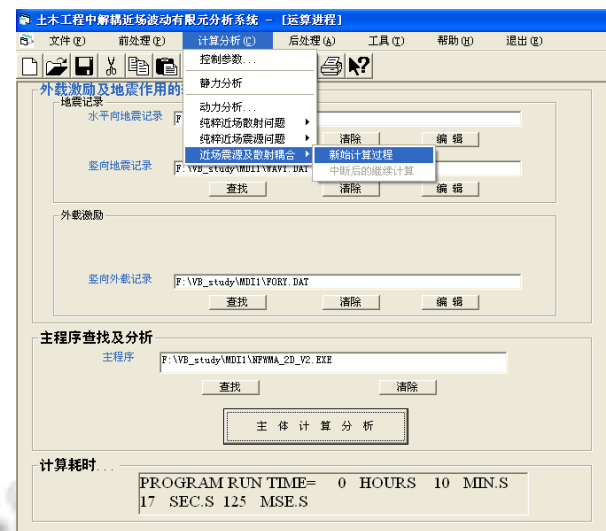 土木工程中解耦近场波动有限元分析系统 - [运算进程]
文件(F) 前处理(P) 计算分析(C) 后处理(A) 工具(T) 帮助(H) 退出(E)
控制参数...
静力分析
动力分析...
纯粹近场散射问题
纯粹近场震源问题
近场震源及散射耦合
新始计算过程
中断后的继续计算
外载激励及地震作用的
地震记录
水平向地震记录 F
清除 编辑
竖向地震记录 F:\VB_study\MDI1\WAVY.DAT
查找 清除 编辑
外载激励
竖向外载记录 F:\VB_study\MDI1\FORY.DAT
查找 清除 编辑
主程序查找及分析
主程序 F:\VB_study\MDI1\NFWMA_2D_V2.EXE
查找 清除
主体计算分析
计算耗时...
PROGRAM RUN TIME= 0 HOURS 10 MIN.S
17 SEC.S 125 MSE.S